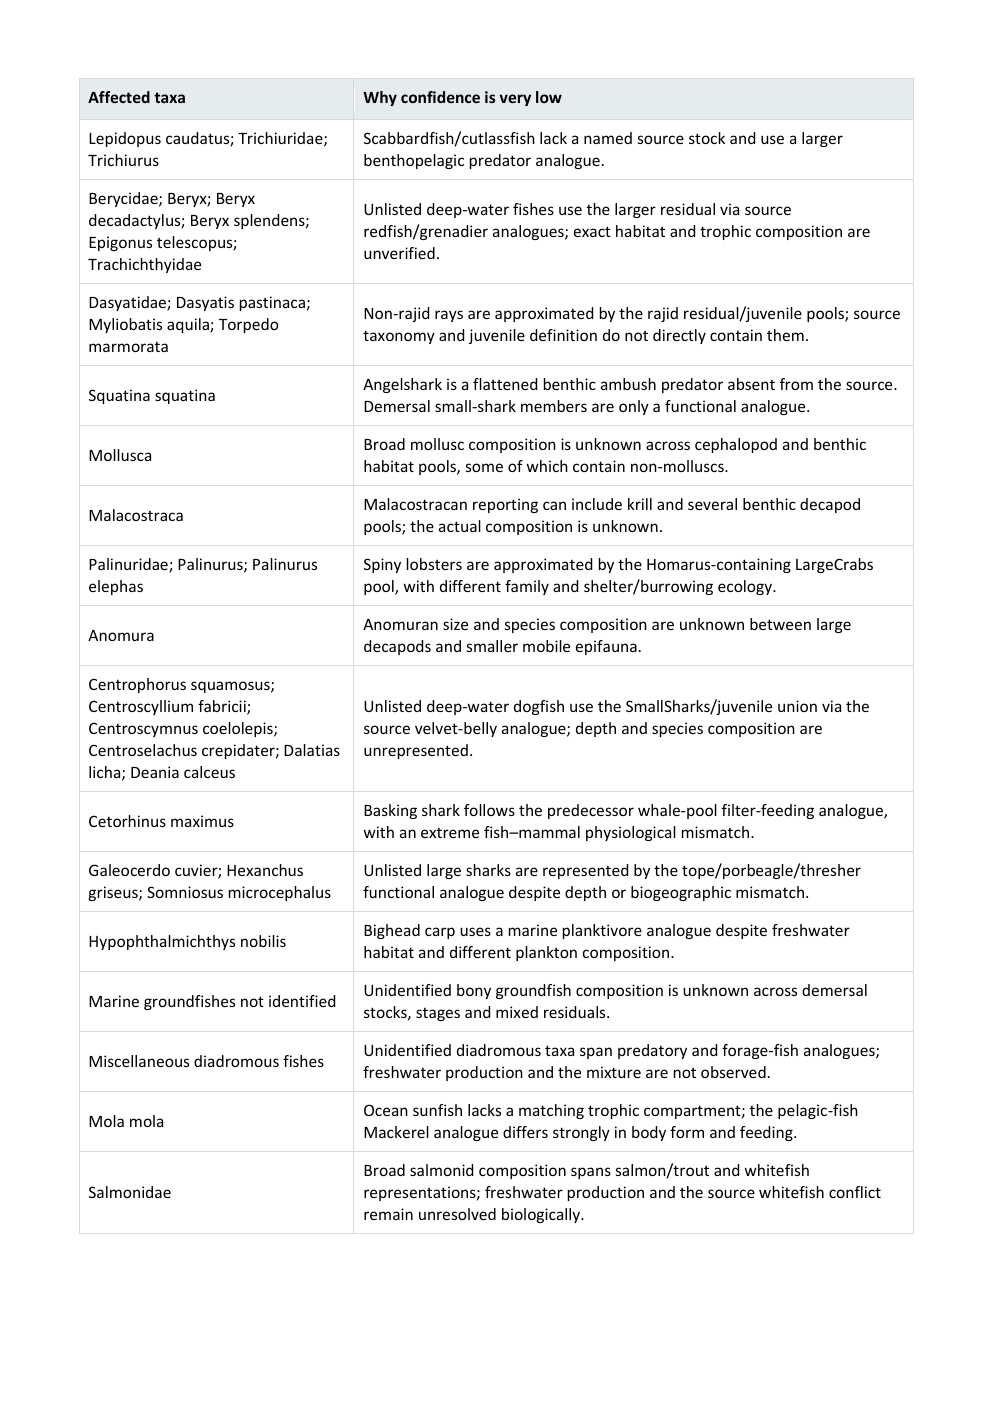 Affected taxa
Why confidence is very low
Lepidopus caudatus; Trichiuridae;
Trichiurus
Scabbardfish/cutlassfish lack a named source stock and use a larger
benthopelagic predator analogue.
Berycidae; Beryx; Beryx
decadactylus; Beryx splendens;
Epigonus telescopus;
Trachichthyidae
Unlisted deep-water fishes use the larger residual via source
redfish/grenadier analogues; exact habitat and trophic composition are
unverified.
Dasyatidae; Dasyatis pastinaca;
Myliobatis aquila; Torpedo
marmorata
Non-rajid rays are approximated by the rajid residual/juvenile pools; source
taxonomy and juvenile definition do not directly contain them.
Squatina squatina
Angelshark is a flattened benthic ambush predator absent from the source.
Demersal small-shark members are only a functional analogue.
Mollusca
Broad mollusc composition is unknown across cephalopod and benthic
habitat pools, some of which contain non-molluscs.
Malacostraca
Malacostracan reporting can include krill and several benthic decapod
pools; the actual composition is unknown.
Palinuridae; Palinurus; Palinurus
elephas
Spiny lobsters are approximated by the Homarus-containing LargeCrabs
pool, with different family and shelter/burrowing ecology.
Anomura
Anomuran size and species composition are unknown between large
decapods and smaller mobile epifauna.
Centrophorus squamosus;
Centroscyllium fabricii;
Centroscymnus coelolepis;
Centroselachus crepidater; Dalatias
licha; Deania calceus
Unlisted deep-water dogfish use the SmallSharks/juvenile union via the
source velvet-belly analogue; depth and species composition are
unrepresented.
Cetorhinus maximus
Basking shark follows the predecessor whale-pool filter-feeding analogue,
with an extreme fish–mammal physiological mismatch.
Galeocerdo cuvier; Hexanchus
griseus; Somniosus microcephalus
Unlisted large sharks are represented by the tope/porbeagle/thresher
functional analogue despite depth or biogeographic mismatch.
Hypophthalmichthys nobilis
Bighead carp uses a marine planktivore analogue despite freshwater
habitat and different plankton composition.
Marine groundfishes not identified
Unidentified bony groundfish composition is unknown across demersal
stocks, stages and mixed residuals.
Miscellaneous diadromous fishes
Unidentified diadromous taxa span predatory and forage-fish analogues;
freshwater production and the mixture are not observed.
Mola mola
Ocean sunfish lacks a matching trophic compartment; the pelagic-fish
Mackerel analogue differs strongly in body form and feeding.
Salmonidae
Broad salmonid composition spans salmon/trout and whitefish
representations; freshwater production and the source whitefish conflict
remain unresolved biologically.